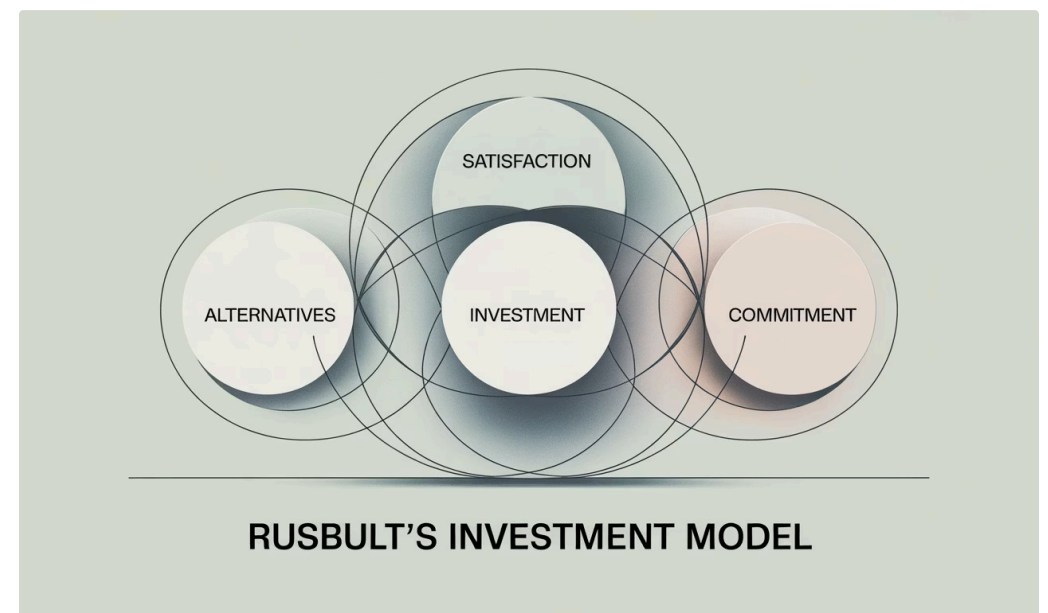 SATISFACTION
ALTERNATIVES
INVESTMENT
COMMITMENT
RUSBULT’S INVESTMENT MODEL